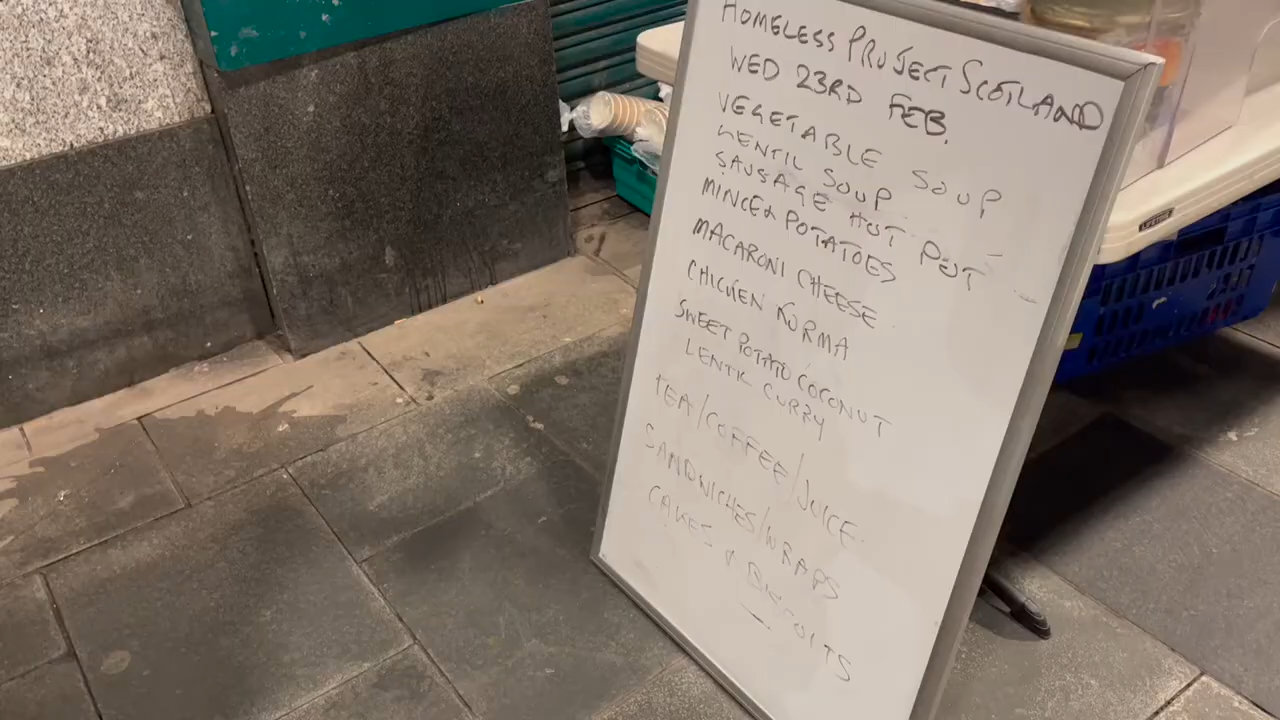 HOMELESS PROJECT SCOTLAND
WED 23RD FEB.
VEGETABLE SOUP
LENTIL SOUP
SAUSAGE HOT POT
MINCE & POTATOES
MACARONI CHEESE
CHICKEN KORMA
SWEET POTATO COCONUT
LENTIL CURRY
TEA/COFFEE/JUICE
SANDWICHES/WRAPS
CAKES & BISCUITS
LIFETIME